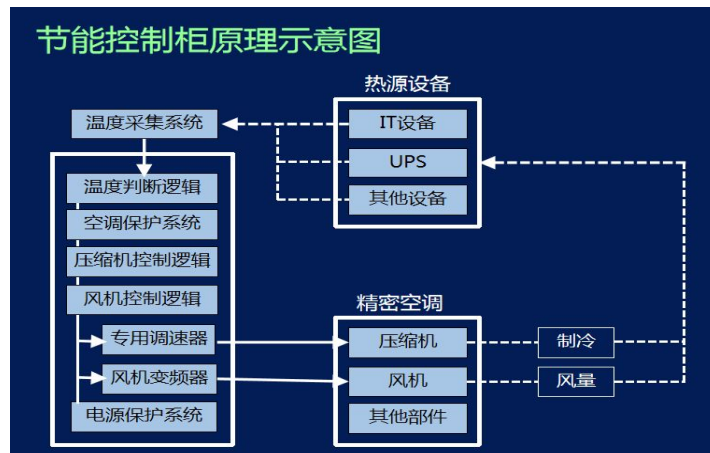 节能控制柜原理示意图
热源设备
温度采集系统
IT设备
UPS
其他设备
温度判断逻辑
空调保护系统
压缩机控制逻辑
风机控制逻辑
专用调速器
风机变频器
电源保护系统
精密空调
压缩机
风机
其他部件
制冷
风量